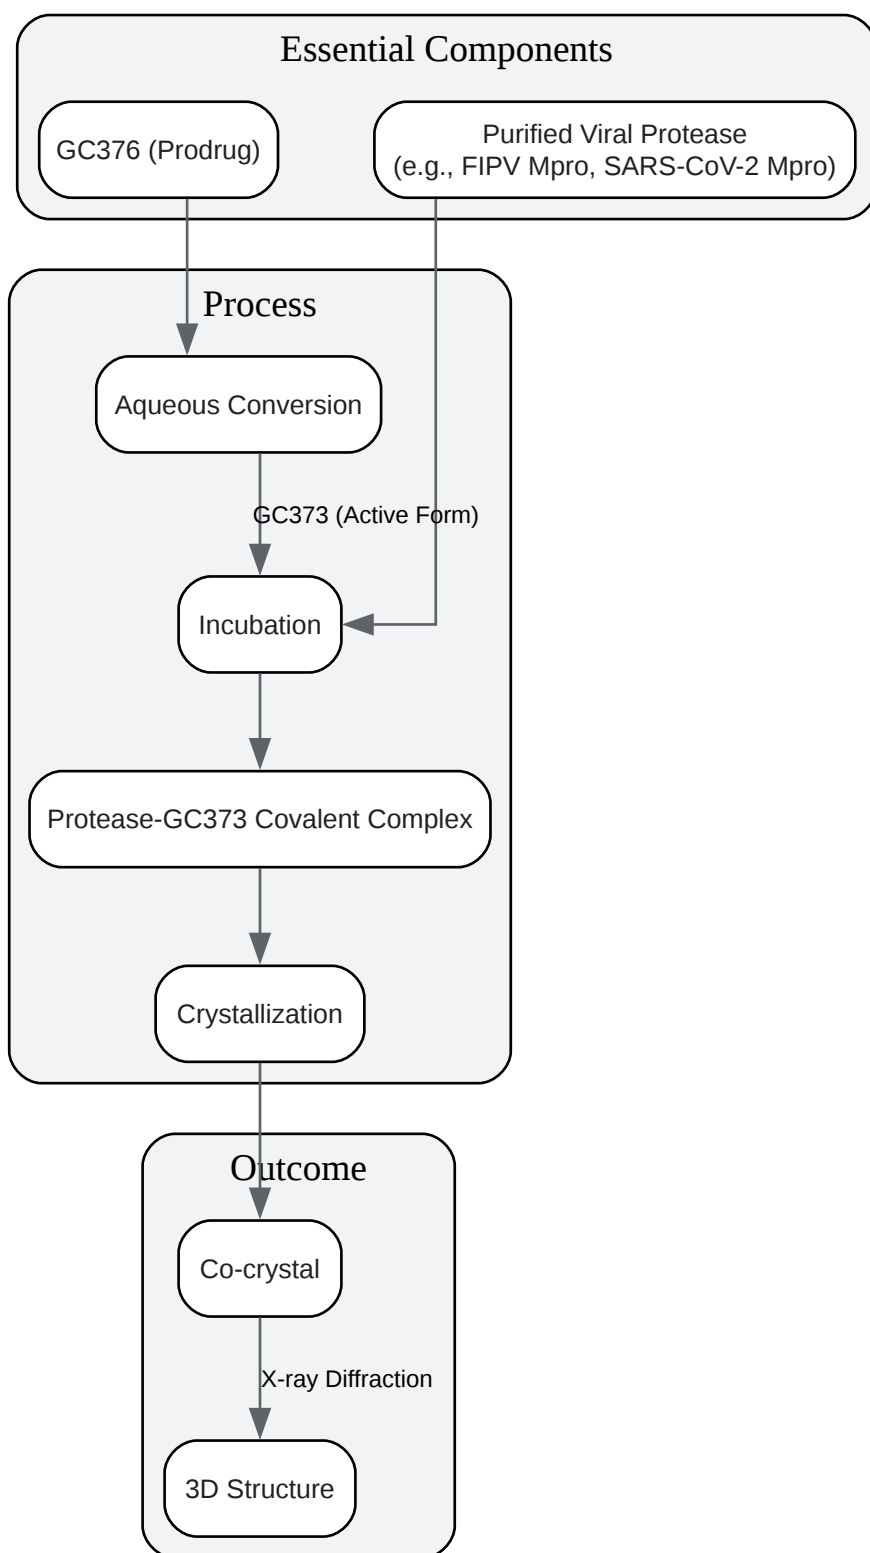 Essential Components
GC376 (Prodrug)
Purified Viral Protease
(e.g., FIPV Mpro, SARS-CoV-2 Mpro)
Process
Aqueous Conversion
GC373 (Active Form)
Incubation
Protease-GC373 Covalent Complex
Crystallization
Outcome
Co-crystal
X-ray Diffraction
3D Structure